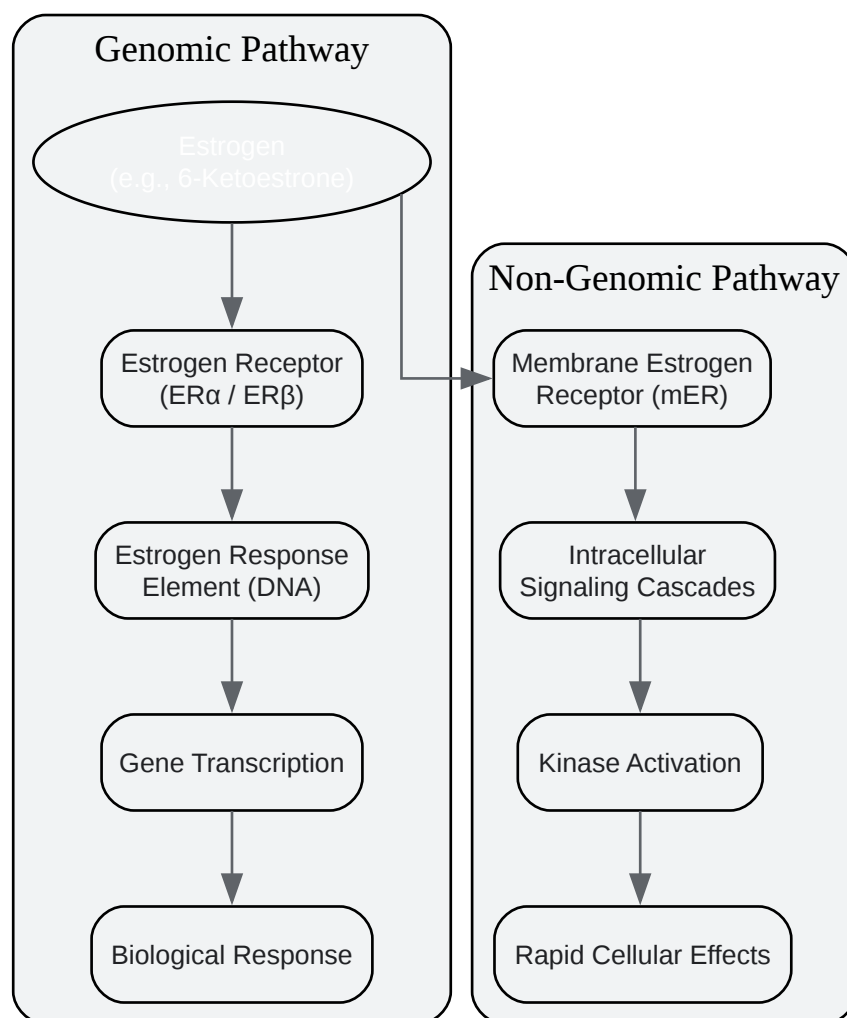 Genomic Pathway
Estrogen
(e.g., 6-Ketoestrone)
Estrogen Receptor
(ERα / ERβ)
Estrogen Response
Element (DNA)
Gene Transcription
Biological Response
Non-Genomic Pathway
Membrane Estrogen
Receptor (mER)
Intracellular
Signaling Cascades
Kinase Activation
Rapid Cellular Effects